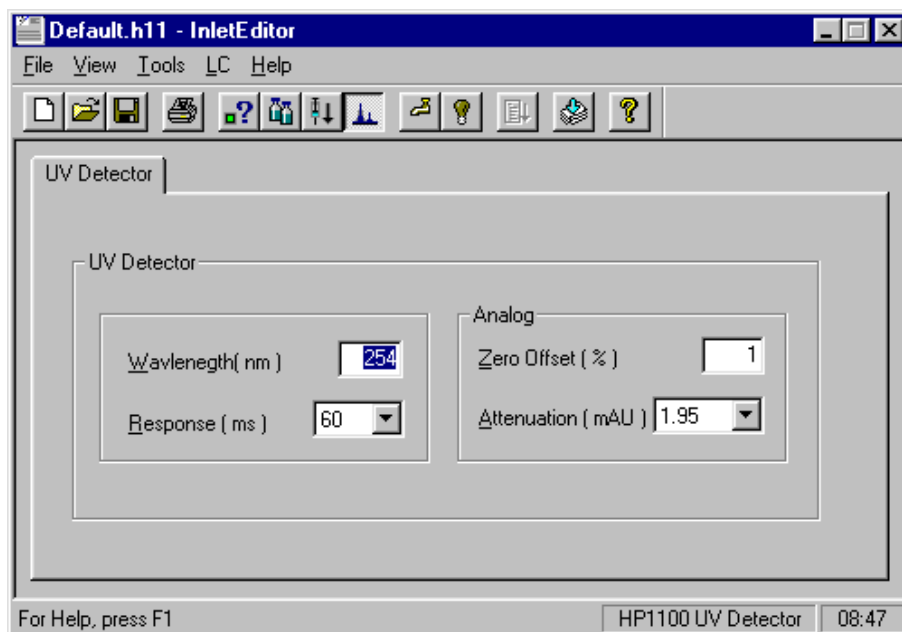 Default.h11 - InletEditor
File View Tools LC Help
UV Detector
UV Detector
Wavlenegth( nm ) 254
Response ( ms ) 60
Analog
Zero Offset ( % ) 1
Attenuation ( mAU ) 1.95
For Help, press F1 HP1100 UV Detector 08:47